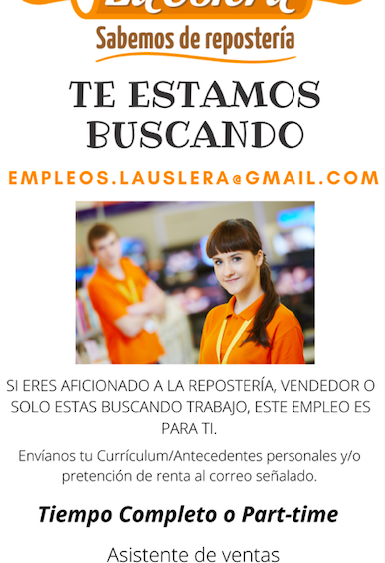 La Uslera
Sabemos de repostería
TE ESTAMOS
BUSCANDO
EMPLEOS.LAUSLERA@GMAIL.COM
SI ERES AFICIONADO A LA REPOSTERÍA, VENDEDOR O
SOLO ESTAS BUSCANDO TRABAJO, ESTE EMPLEO ES
PARA TI.
Envíanos tu Currículum/Antecedentes personales y/o
pretención de renta al correo señalado.
Tiempo Completo o Part-time
Asistente de ventas